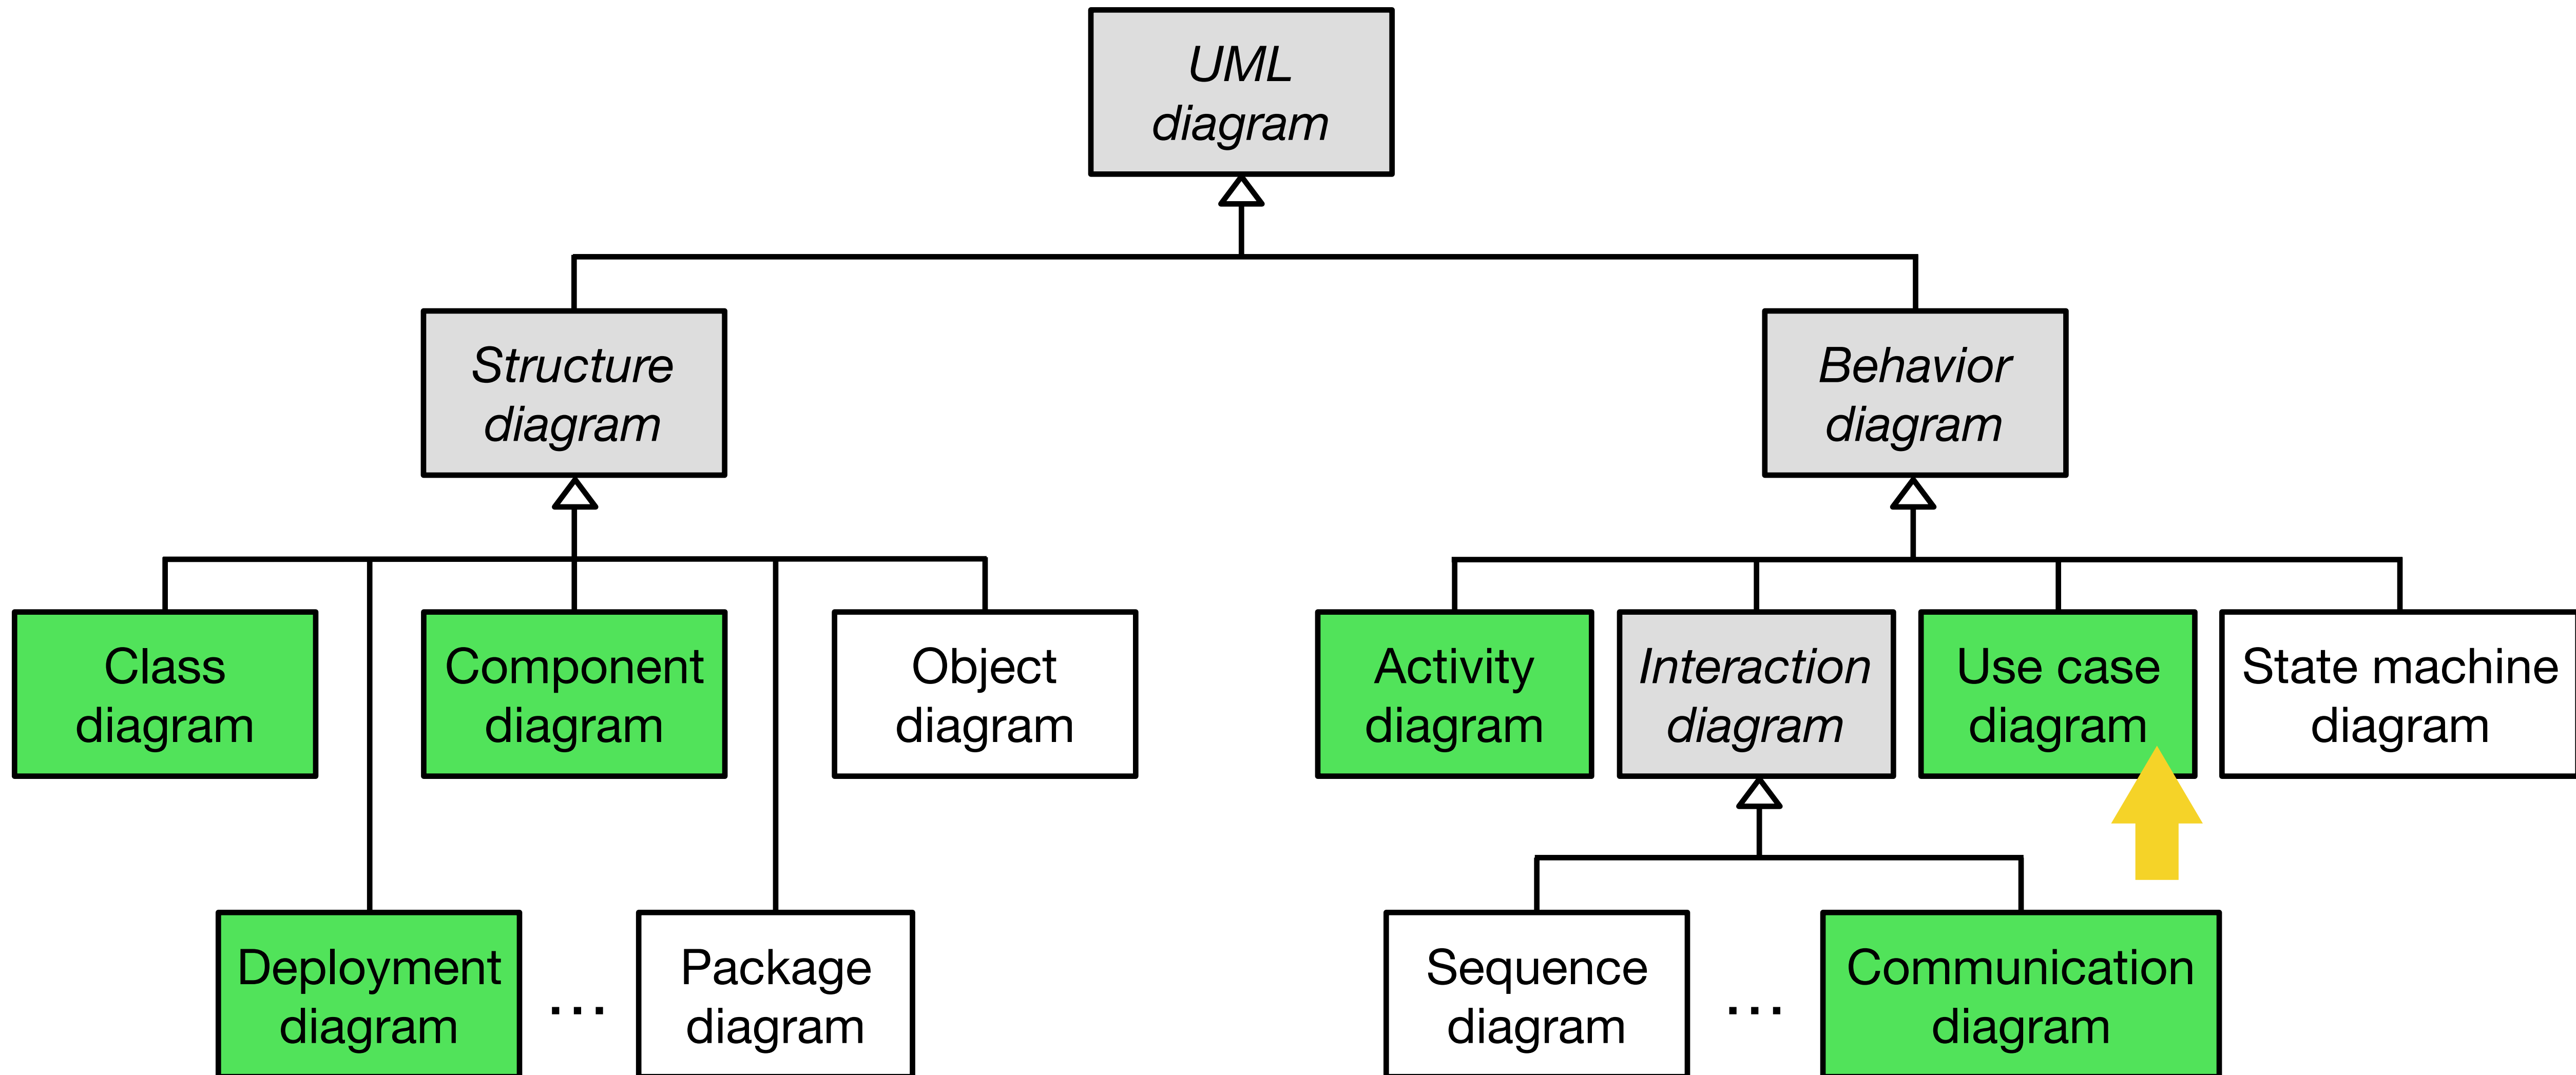 UML
diagram
Structure
diagram
Behavior
diagram
Class
diagram
Component
diagram
Object
diagram
Activity
diagram
Interaction
diagram
Use case
diagram
State machine
diagram
Deployment
diagram
...
Package
diagram
Sequence
diagram
...
Communication
diagram